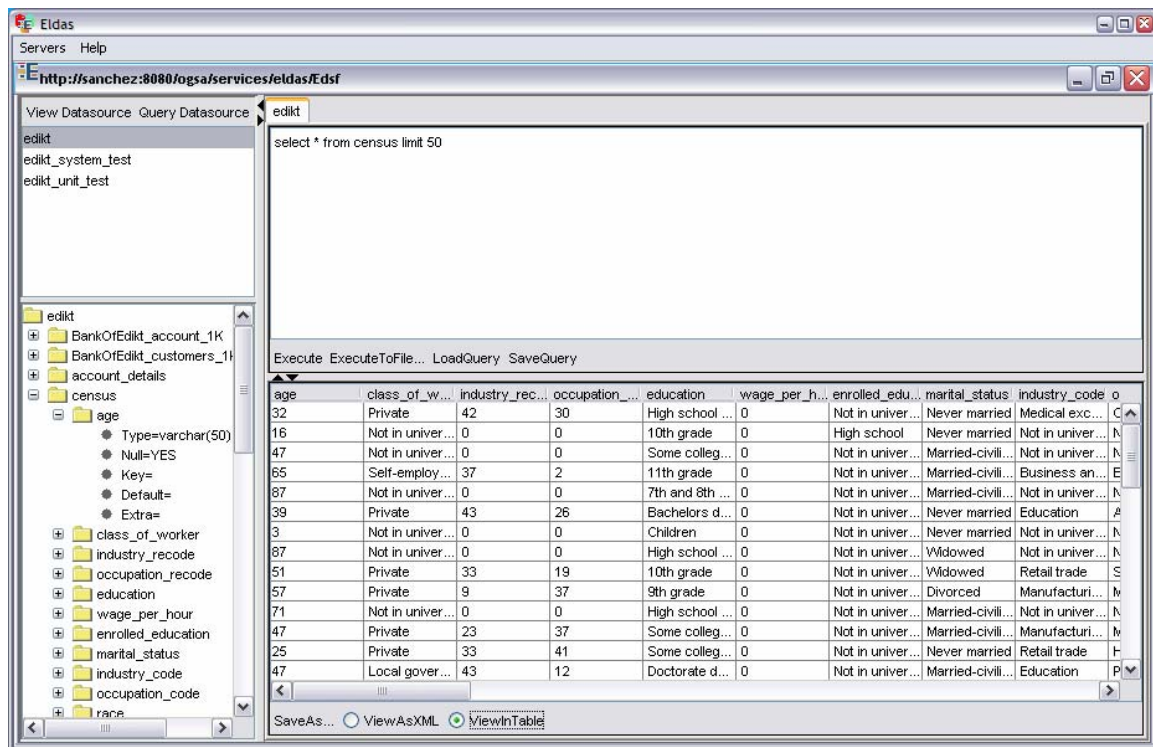 Eldas
Servers Help
http://sanchez:8080/ogsa/services/eldas/Edsf
View Datasource Query Datasource
edikt
edikt_system_test
edikt_unit_test
edikt
BankOfEdikt_account_1K
BankOfEdikt_customers_1
account_details
census
age
Type=varchar(50)
Null=YES
Key=
Default=
Extra=
class_of_worker
industry_recode
occupation_recode
education
wage_per_hour
enrolled_education
marital_status
industry_code
occupation_code
race
edikt
select * from census limit 50
Execute ExecuteToFile... LoadQuery SaveQuery
age class_of_w... industry_rec... occupation_... education wage_per_h... enrolled_edu... marital_status industry_code o
32 Private 42 30 High school ... 0 Not in univer... Never married Medical exc... C
16 Not in univer... 0 0 10th grade 0 High school Never married Not in univer... N
47 Not in univer... 0 0 Some colleg... 0 Not in univer... Married-civili... Not in univer... N
65 Self-employ... 37 2 11th grade 0 Not in univer... Married-civili... Business an... E
87 Not in univer... 0 0 7th and 8th ... 0 Not in univer... Married-civili... Not in univer... N
39 Private 43 26 Bachelors d... 0 Not in univer... Never married Education A
3 Not in univer... 0 0 Children 0 Not in univer... Never married Not in univer... N
87 Not in univer... 0 0 High school ... 0 Not in univer... Widowed Not in univer... N
51 Private 33 19 10th grade 0 Not in univer... Widowed Retail trade S
57 Private 9 37 9th grade 0 Not in univer... Divorced Manufacturi... M
71 Not in univer... 0 0 High school ... 0 Not in univer... Married-civili... Not in univer... N
47 Private 23 37 Some colleg... 0 Not in univer... Married-civili... Manufacturi... M
25 Private 33 41 Some colleg... 0 Not in univer... Never married Retail trade H
47 Local gover... 43 12 Doctorate d... 0 Not in univer... Married-civili... Education P
SaveAs... ViewAsXML ViewInTable